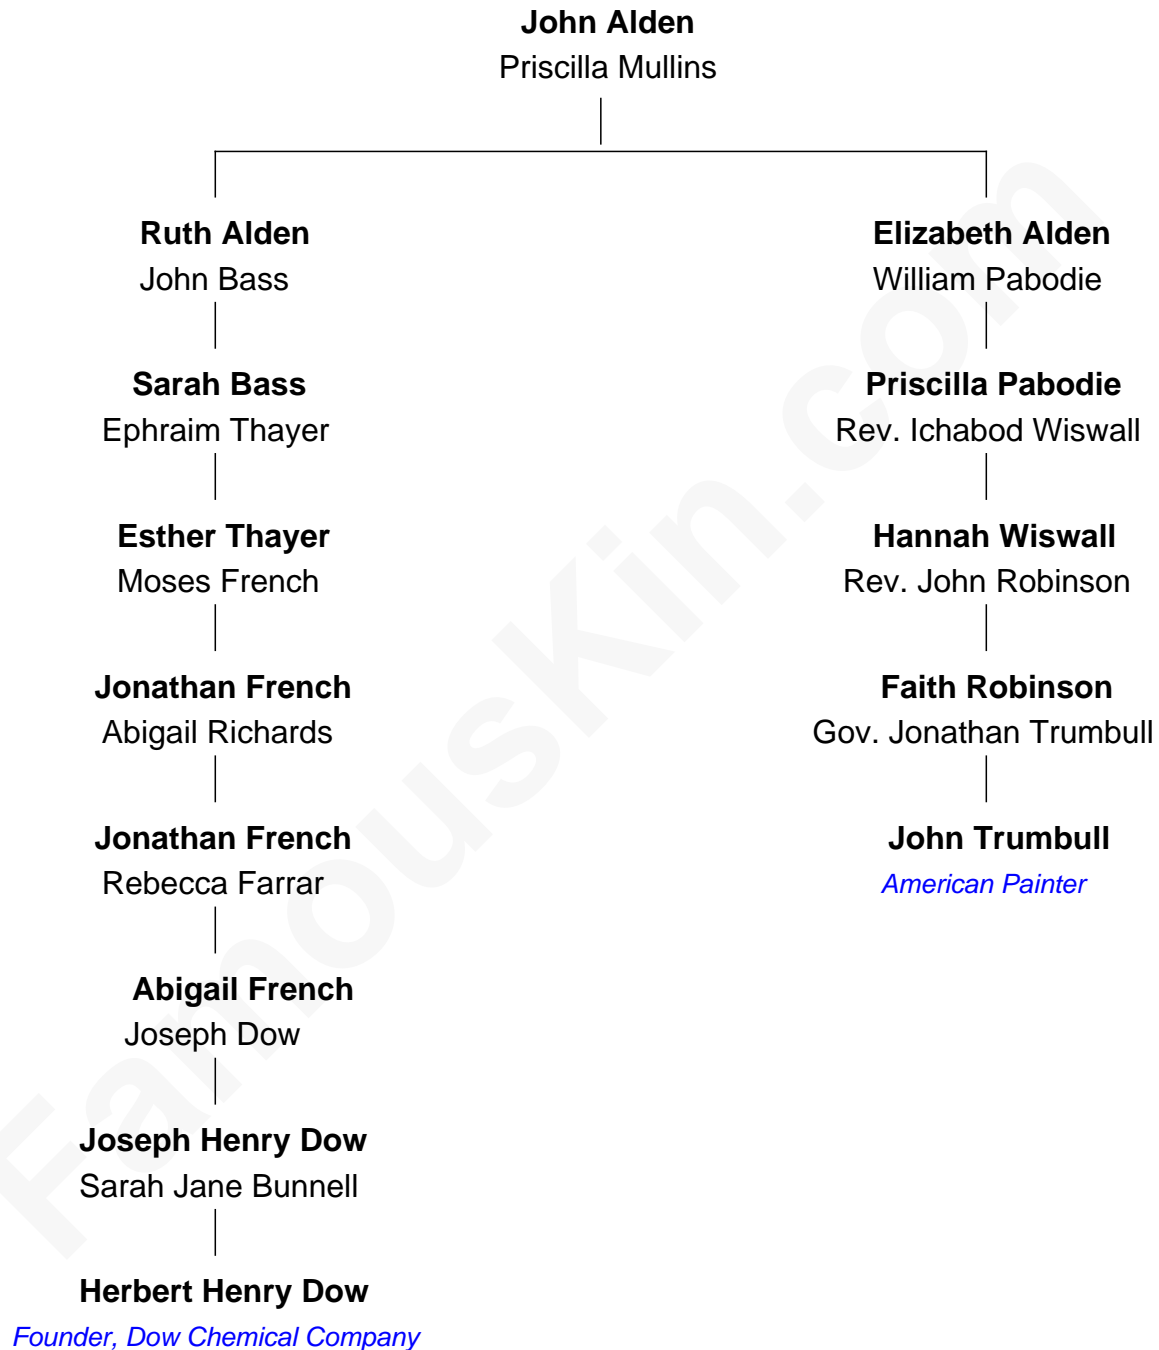 John Alden
Priscilla Mullins
Ruth Alden
John Bass
Elizabeth Alden
William Pabodie
Sarah Bass
Ephraim Thayer
Priscilla Pabodie
Rev. Ichabod Wiswall
Esther Thayer
Moses French
Hannah Wiswall
Rev. John Robinson
Jonathan French
Abigail Richards
Faith Robinson
Gov. Jonathan Trumbull
Jonathan French
Rebecca Farrar
John Trumbull
American Painter
Abigail French
Joseph Dow
Joseph Henry Dow
Sarah Jane Bunnell
Herbert Henry Dow
Founder, Dow Chemical Company
FamousKin.com